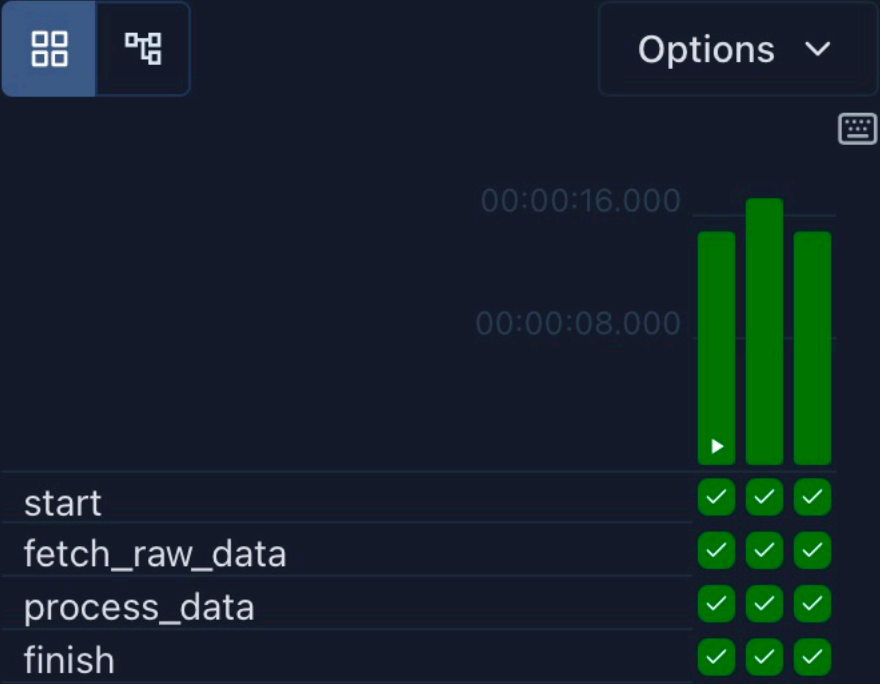 Options
00:00:16.000
00:00:08.000
start
fetch_raw_data
process_data
finish